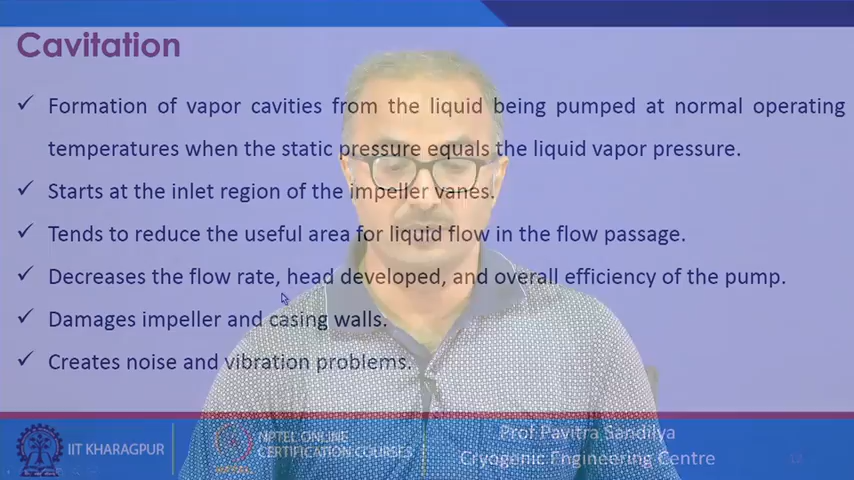 Cavitation
✓ Formation of vapor cavities from the liquid being pumped at normal operating
temperatures when the static pressure equals the liquid vapor pressure.
✓ Starts at the inlet region of the impeller vanes.
✓ Tends to reduce the useful area for liquid flow in the flow passage.
✓ Decreases the flow rate, head developed, and overall efficiency of the pump.
✓ Damages impeller and casing walls.
✓ Creates noise and vibration problems.
IIT KHARAGPUR
NPTEL ONLINE
CERTIFICATION COURSES
Prof Pavitra Sandilya
Cryogenic Engineering Centre